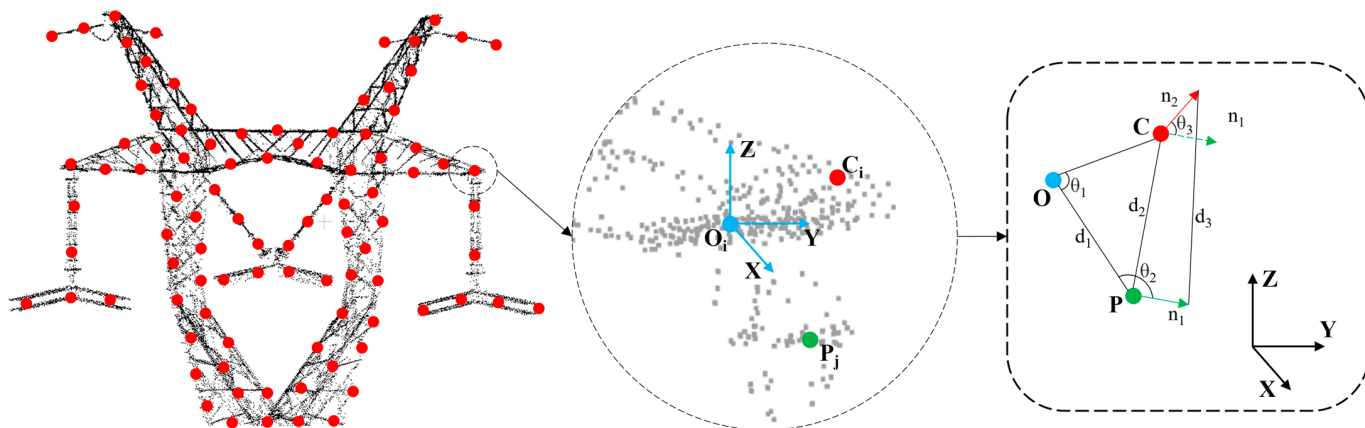 Z
C_i
O_i
Y
X
P_j
n_2
C
θ_3
n_1
O
θ_1
d_2
d_3
d_1
θ_2
P
n_1
Z
Y
X